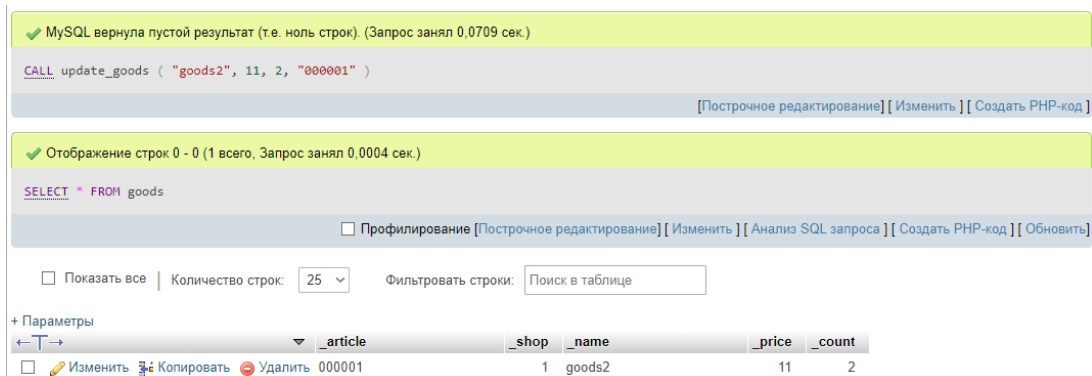 MySQL вернула пустой результат (т.е. ноль строк). (Запрос занял 0,0709 сек.)
CALL update_goods ( "goods2", 11, 2, "000001" )
[Построчное редактирование] [ Изменить ] [ Создать PHP-код ]
Отображение строк 0 - 0 (1 всего, Запрос занял 0,0004 сек.)
SELECT * FROM goods
Профилирование [Построчное редактирование] [ Изменить ] [ Анализ SQL запроса ] [ Создать PHP-код ] [ Обновить]
Показать все | Количество строк: 25 Фильтровать строки: Поиск в таблице
+ Параметры
←T→ _article _shop _name _price _count
Изменить Копировать Удалить 000001 1 goods2 11 2